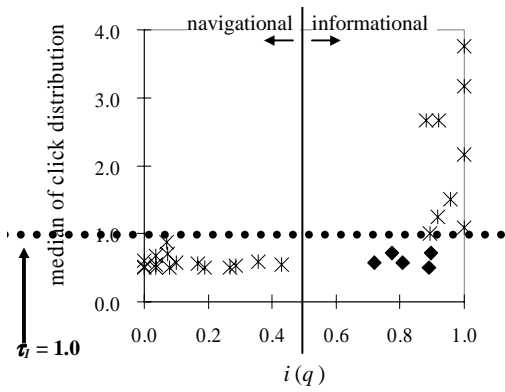 navigational informational
4.0
3.0
2.0
1.0
0.0
median of click distribution
0.0 0.2 0.4 0.6 0.8 1.0
τI = 1.0
i (q)